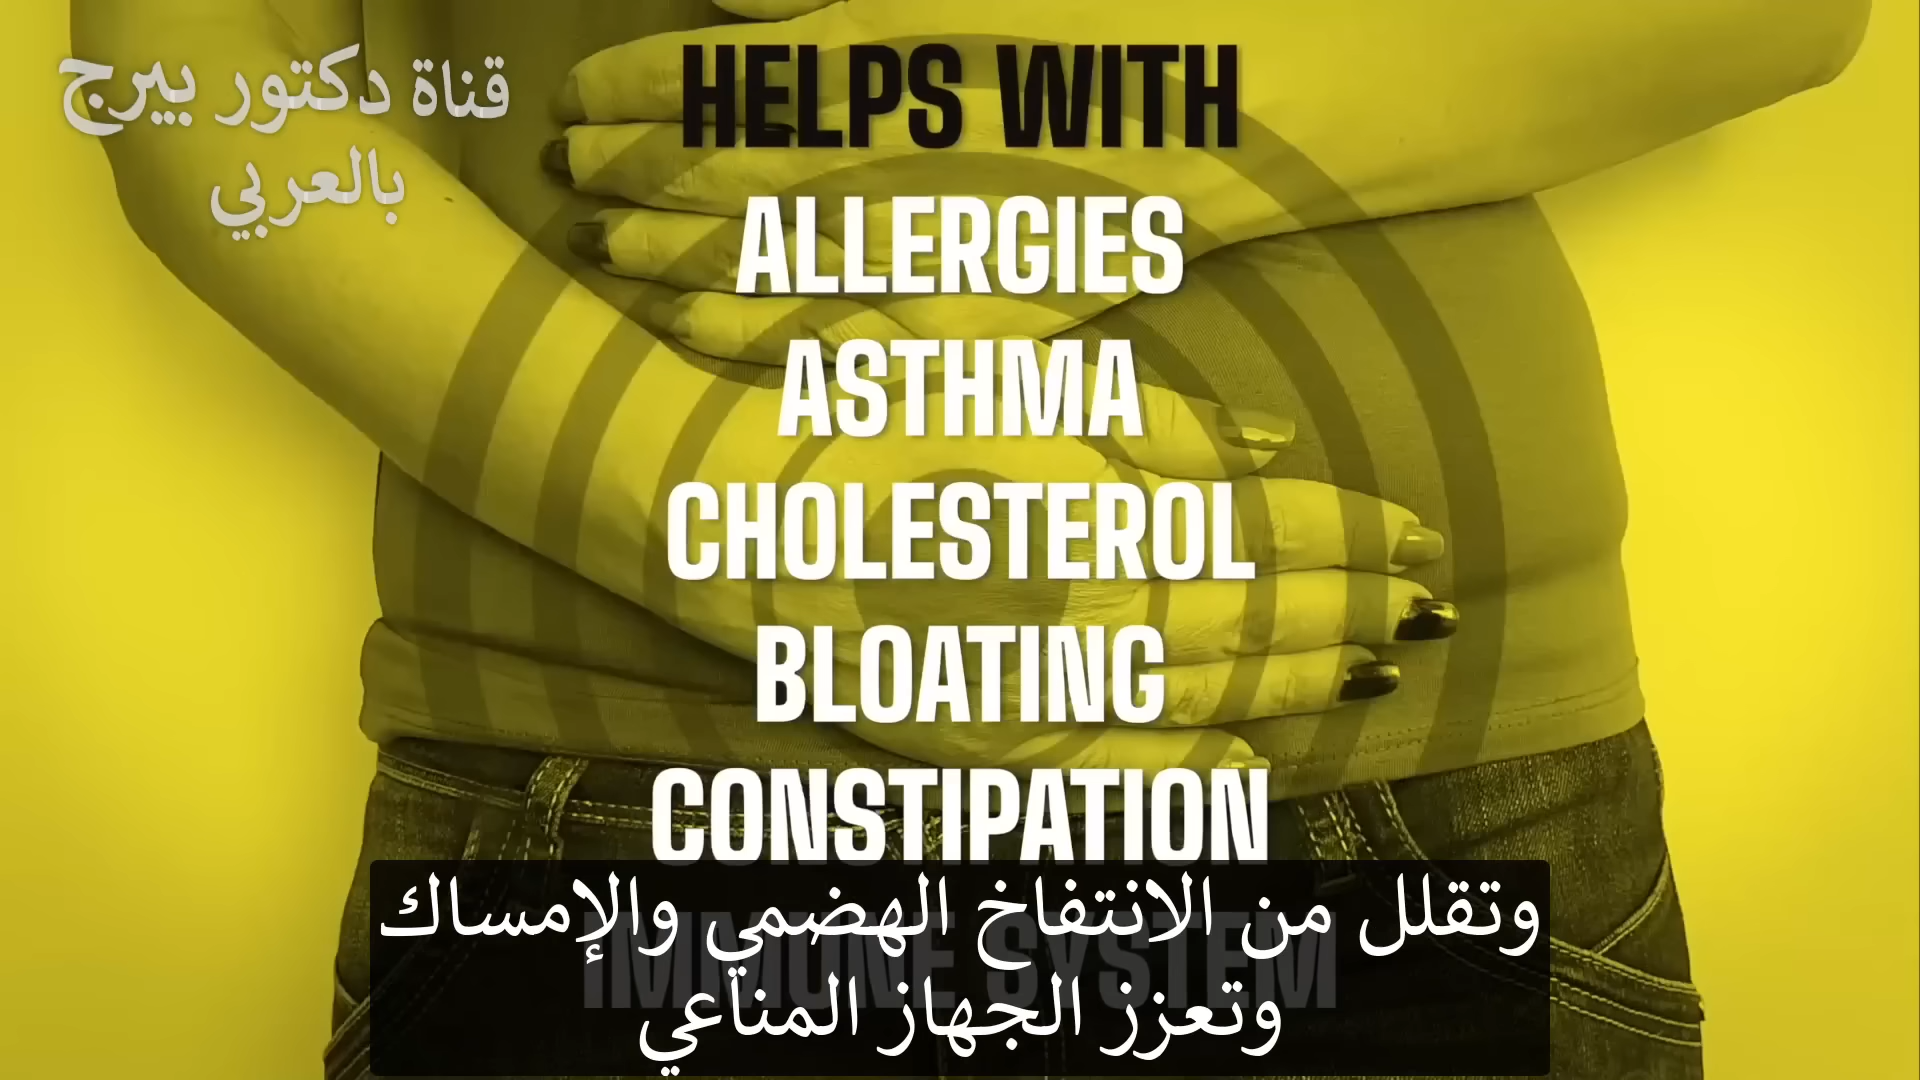 قناة دكتور بيرج
بالعربي
HELPS WITH
ALLERGIES
ASTHMA
CHOLESTEROL
BLOATING
CONSTIPATION
IMMUNE SYSTEM
وتقلل من الانتفاخ الهضمي والإمساك
وتعزز الجهاز المناعي